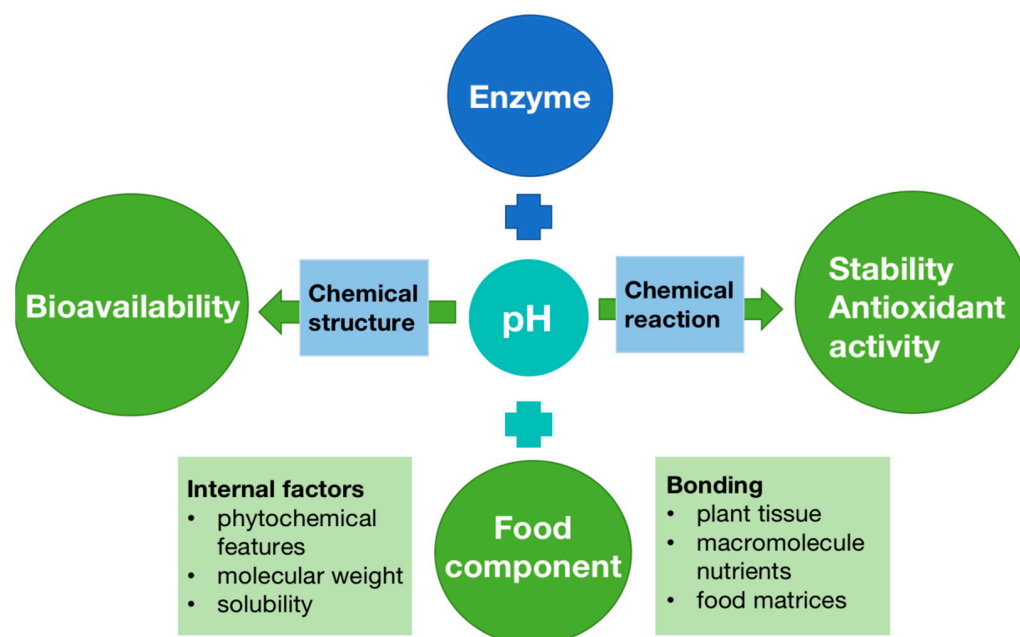 Enzyme
Bioavailability
Chemical
structure
pH
Chemical
reaction
Stability
Antioxidant
activity
Internal factors
• phytochemical
features
• molecular weight
• solubility
Food
component
Bonding
• plant tissue
• macromolecule
nutrients
• food matrices